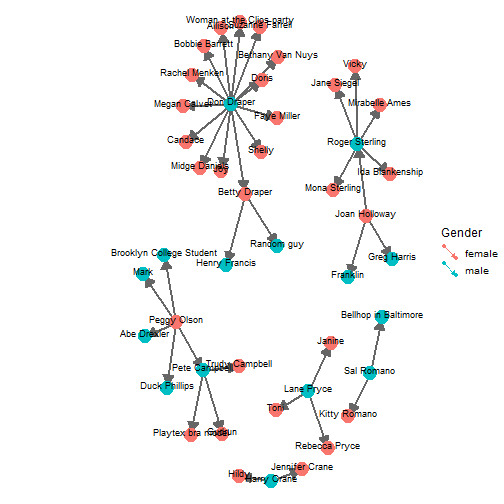 Woman at the Clios party
Allison
Suzanne Farrell
Bobbie Barrett
Bethany Van Nuys
Rachel Menken
Doris
Megan Calvet
Don Draper
Faye Miller
Candace
Shelly
Midge Daniels
Joy
Betty Draper
Random guy
Henry Francis
Vicky
Jane Siegel
Mirabelle Ames
Roger Sterling
Ida Blankenship
Mona Sterling
Joan Holloway
Greg Harris
Franklin
Gender
female
male
Brooklyn College Student
Mark
Peggy Olson
Abe Drexler
Pete Campbell
Trudy Campbell
Duck Phillips
Playtex bra model
Gudrun
Bellhop in Baltimore
Janine
Sal Romano
Lane Pryce
Toni
Kitty Romano
Rebecca Pryce
Hildy
Harry Crane
Jennifer Crane